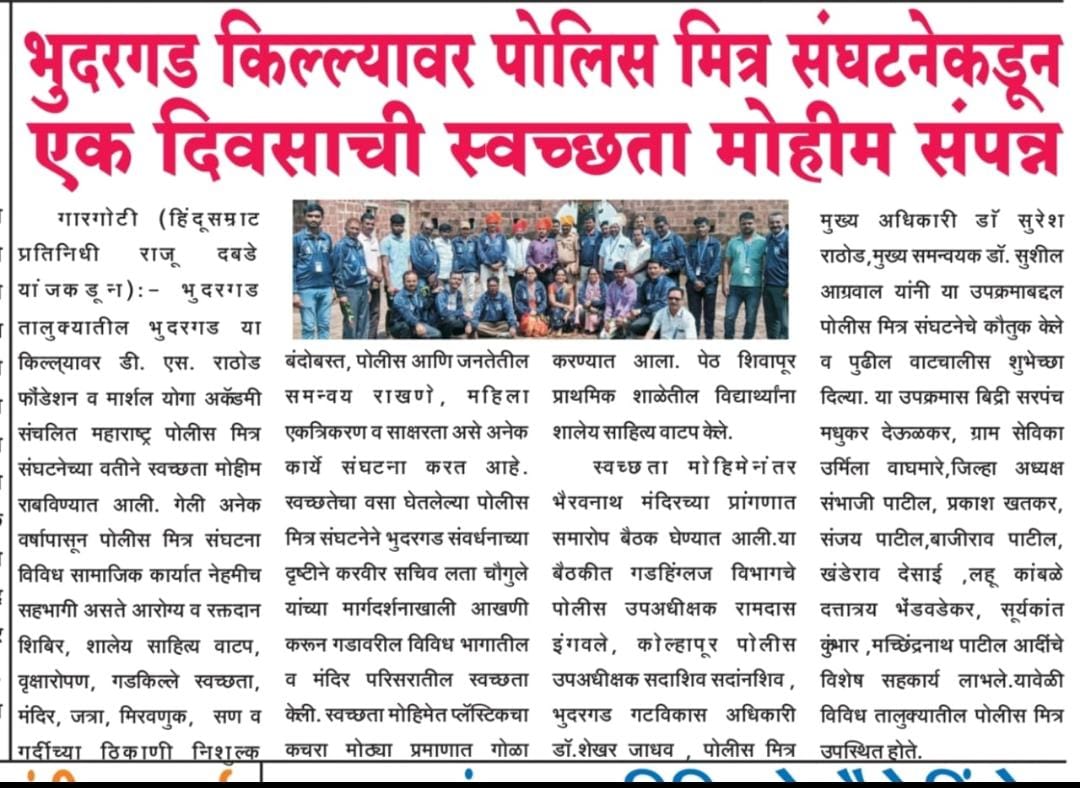 भुदरगड किल्ल्यावर पोलिस मित्र संघटनेकडून
एक दिवसाची स्वच्छता मोहीम संपन्न
गारगोटी (हिंदूसम्राट
प्रतिनिधी राजू दबडे
यांजकडून):- भुदरगड
तालुक्यातील भुदरगड या
किल्ल्यावर डी. एस. राठोड
फौंडेशन व मार्शल योगा अकॅडमी
संचलित महाराष्ट्र पोलीस मित्र
संघटनेच्या वतीने स्वच्छता मोहीम
राबविण्यात आली. गेली अनेक
वर्षापासून पोलीस मित्र संघटना
विविध सामाजिक कार्यात नेहमीच
सहभागी असते आरोग्य व रक्तदान
शिबिर, शालेय साहित्य वाटप,
वृक्षारोपण, गडकिल्ले स्वच्छता,
मंदिर, जत्रा, मिरवणुक, सण व
गर्दीच्या ठिकाणी निशुल्क
बंदोबस्त, पोलीस आणि जनतेतील
समन्वय राखणे, महिला
एकत्रिकरण व साक्षरता असे अनेक
कार्ये संघटना करत आहे.
स्वच्छतेचा वसा घेतलेल्या पोलीस
मित्र संघटनेने भुदरगड संवर्धनाच्या
दृष्टीने करवीर सचिव लता चौगुले
यांच्या मार्गदर्शनाखाली आखणी
करून गडावरील विविध भागातील
व मंदिर परिसरातील स्वच्छता
केली. स्वच्छता मोहिमेत प्लॅस्टिकचा
कचरा मोठ्या प्रमाणात गोळा
करण्यात आला. पेठ शिवापूर
प्राथमिक शाळेतील विद्यार्थ्यांना
शालेय साहित्य वाटप केले.
स्वच्छता मोहिमेनंतर
भैरवनाथ मंदिरच्या प्रांगणात
समारोप बैठक घेण्यात आली.या
बैठकीत गडहिंग्लज विभागचे
पोलीस उपअधीक्षक रामदास
इंगवले, कोल्हापूर पोलीस
उपअधीक्षक सदाशिव सदांनशिव ,
भुदरगड गटविकास अधिकारी
डॉ.शेखर जाधव , पोलीस मित्र
मुख्य अधिकारी डॉ सुरेश
राठोड,मुख्य समन्वयक डॉ. सुशील
आग्रवाल यांनी या उपक्रमाबद्दल
पोलीस मित्र संघटनेचे कौतुक केले
व पुढील वाटचालीस शुभेच्छा
दिल्या. या उपक्रमास बिद्री सरपंच
मधुकर देऊळकर, ग्राम सेविका
उर्मिला वाघमारे,जिल्हा अध्यक्ष
संभाजी पाटील, प्रकाश खतकर,
संजय पाटील,बाजीराव पाटील,
खंडेराव देसाई ,लहू कांबळे
दत्तात्रय भेंडवडेकर, सूर्यकांत
कुंभार ,मच्छिंद्रनाथ पाटील आदींचे
विशेष सहकार्य लाभले.यावेळी
विविध तालुक्यातील पोलीस मित्र
उपस्थित होते.